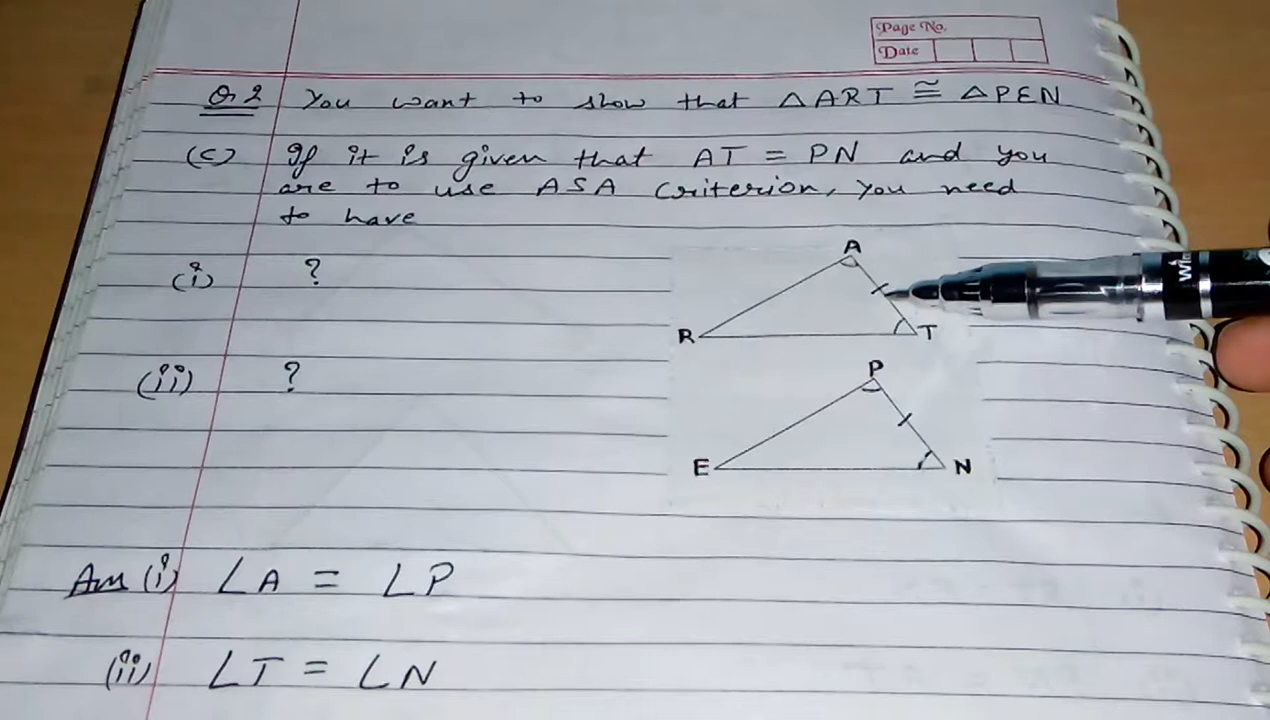 Page No.
Date
Q.2 You want to show that △ART ≅ △PEN
(c) If it is given that AT = PN and you
are to use ASA criterion, you need
to have
(i) ?
(ii) ?
A
R
T
P
E
N
Ans (i) ∠A = ∠P
(ii) ∠T = ∠N